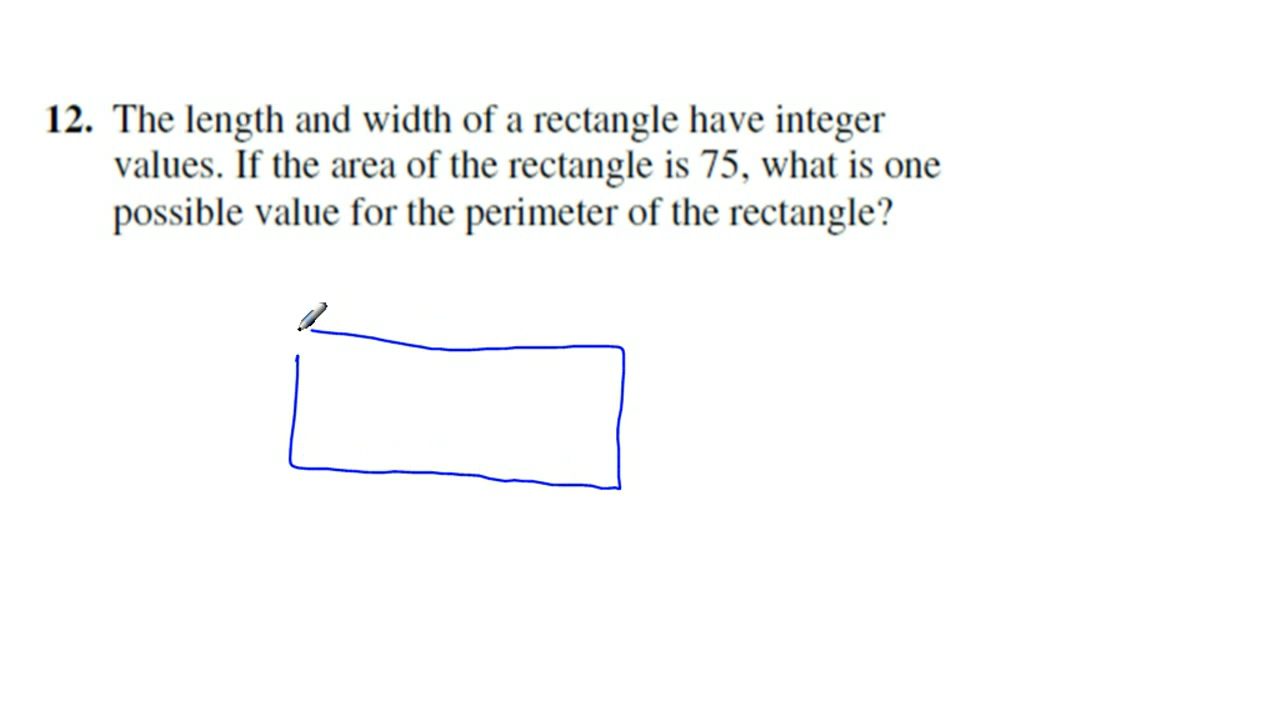 12. The length and width of a rectangle have integer
values. If the area of the rectangle is 75, what is one
possible value for the perimeter of the rectangle?